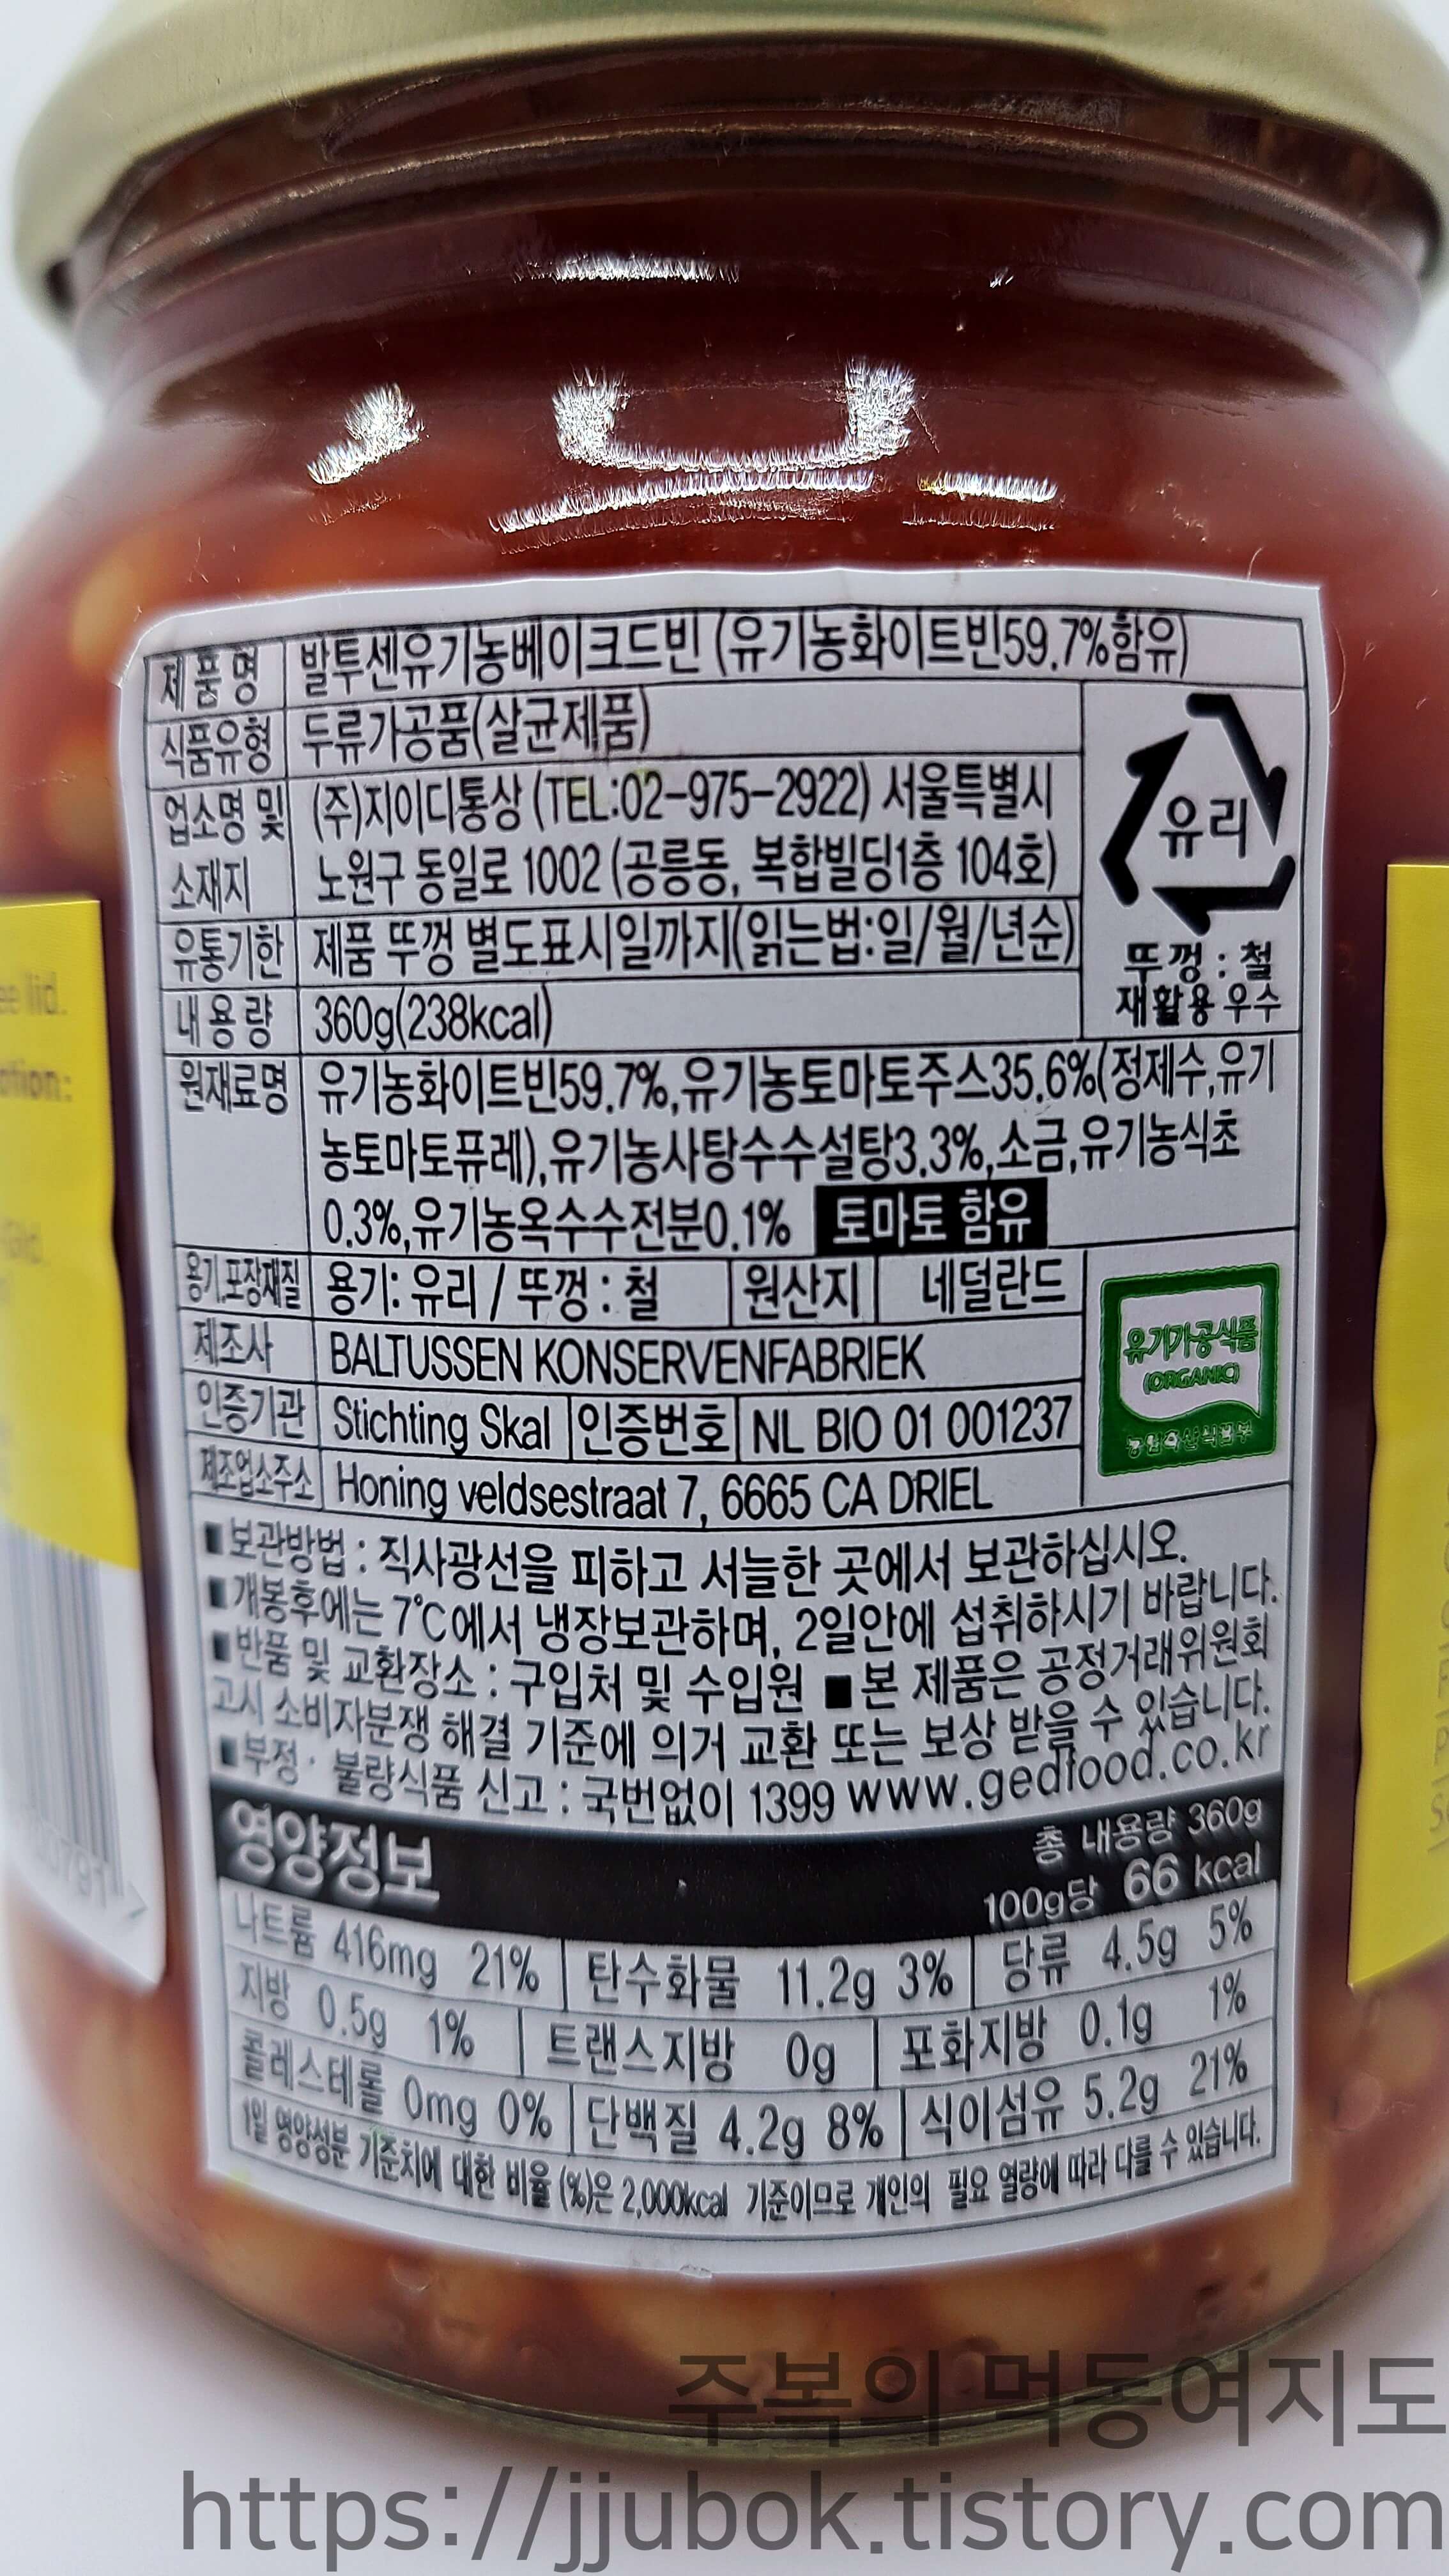 제품명 발투센유기농베이크드빈 (유기농화이트빈59.7%함유)
식품유형 두류가공품(살균제품)
업소명 및 소재지 (주)지이디통상 (TEL:02-975-2922) 서울특별시
노원구 동일로 1002 (공릉동, 복합빌딩1층 104호)
유통기한 제품 뚜껑 별도표시일까지(읽는법:일/월/년순)
내용량 360g(238kcal)
유리
뚜껑 : 철
재활용 우수
원재료명 유기농화이트빈59.7%,유기농토마토주스35.6%(정제수,유기
농토마토퓨레),유기농사탕수수설탕3.3%,소금,유기농식초
0.3%,유기농옥수수전분0.1% 토마토 함유
용기.포장재질 용기: 유리 / 뚜껑 : 철 원산지 네덜란드
제조사 BALTUSSEN KONSERVENFABRIEK
인증기관 Stichting Skal 인증번호 NL BIO 01 001237
제조업소주소 Honing veldsestraat 7, 6665 CA DRIEL
유기가공식품
(ORGANIC)
농림축산식품부
■보관방법 : 직사광선을 피하고 서늘한 곳에서 보관하십시오.
■개봉후에는 7℃에서 냉장보관하며, 2일안에 섭취하시기 바랍니다.
■반품 및 교환장소 : 구입처 및 수입원 ■본 제품은 공정거래위원회
고시 소비자분쟁 해결 기준에 의거 교환 또는 보상 받을 수 있습니다.
■부정·불량식품 신고 : 국번없이 1399 www.gedfood.co.kr
영양정보 총 내용량 360g
100g당 66 kcal
나트륨 416mg 21% 탄수화물 11.2g 3% 당류 4.5g 5%
지방 0.5g 1% 트랜스지방 0g 포화지방 0.1g 1%
콜레스테롤 0mg 0% 단백질 4.2g 8% 식이섬유 5.2g 21%
1일 영양성분 기준치에 대한 비율 (%)은 2,000kcal 기준이므로 개인의 필요 열량에 따라 다를 수 있습니다.
lid.
주복의 먹동여지도
https://jjubok.tistory.com